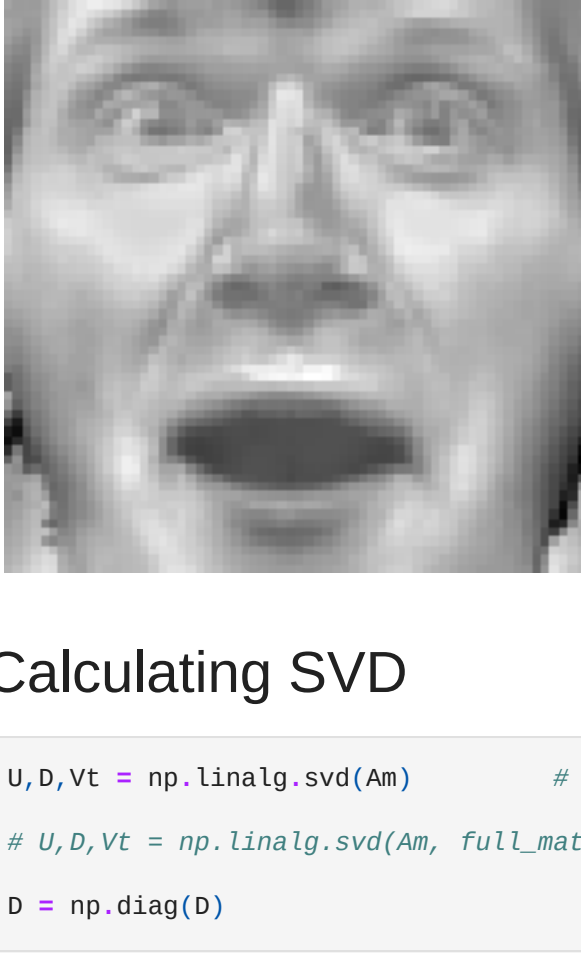 Calculating SVD
U,D,Vt = np.linalg.svd(Am) #
# U,D,Vt = np.linalg.svd(Am, full_mat
D = np.diag(D)